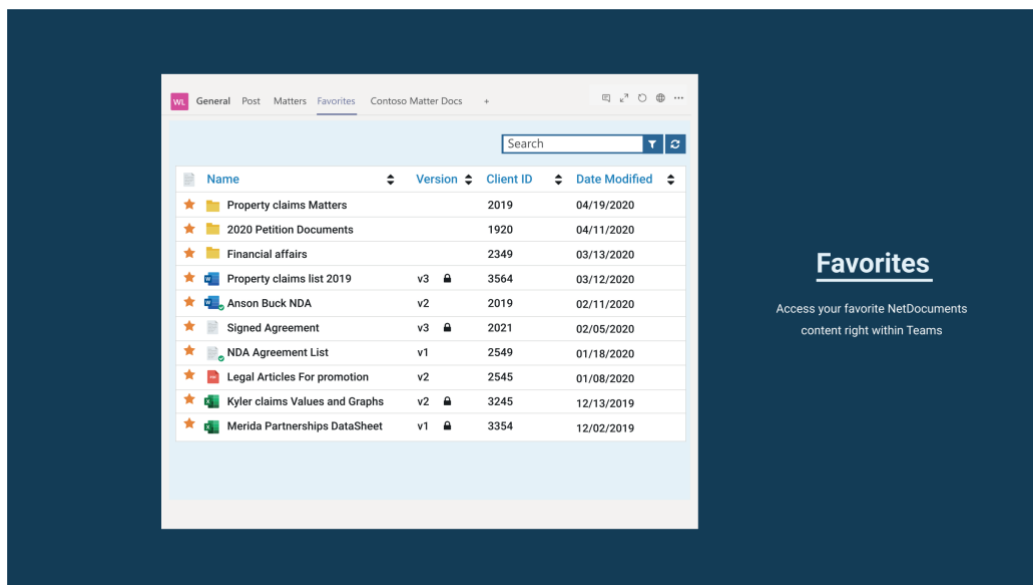 WL General Post Matters Favorites Contoso Matter Docs +
Search
Name Version Client ID Date Modified
Property claims Matters 2019 04/19/2020
2020 Petition Documents 1920 04/11/2020
Financial affairs 2349 03/13/2020
Property claims list 2019 v3 3564 03/12/2020
Anson Buck NDA v2 2019 02/11/2020
Signed Agreement v3 2021 02/05/2020
NDA Agreement List v1 2549 01/18/2020
Legal Articles For promotion v2 2545 01/08/2020
Kyler claims Values and Graphs v2 3245 12/13/2019
Merida Partnerships DataSheet v1 3354 12/02/2019
Favorites
Access your favorite NetDocuments
content right within Teams